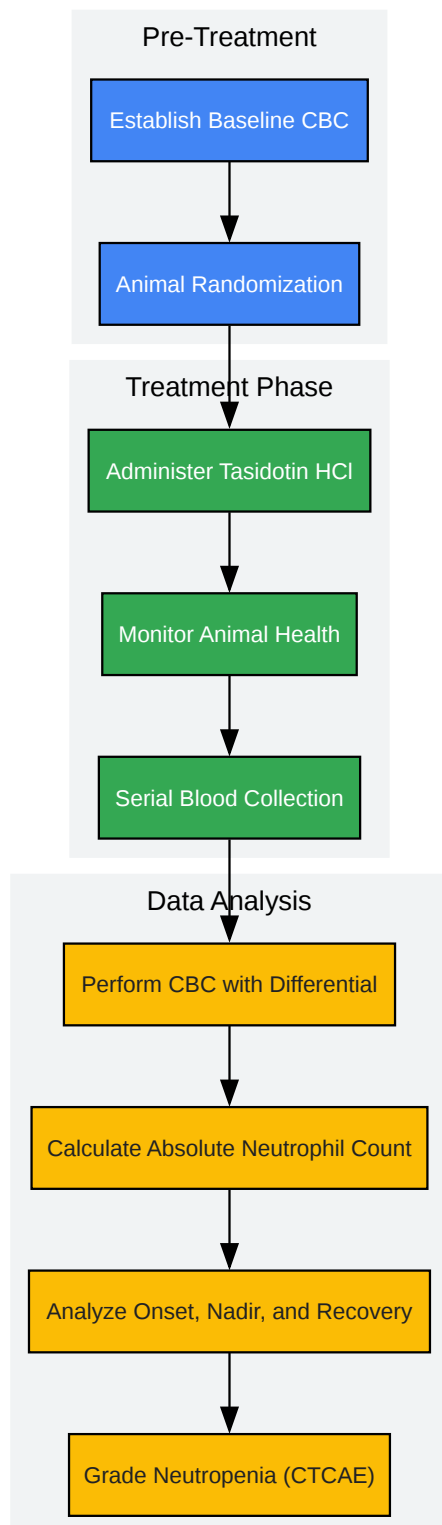 Pre-Treatment
Establish Baseline CBC
Animal Randomization
Treatment Phase
Administer Tasidotin HCl
Monitor Animal Health
Serial Blood Collection
Data Analysis
Perform CBC with Differential
Calculate Absolute Neutrophil Count
Analyze Onset, Nadir, and Recovery
Grade Neutropenia (CTCAE)